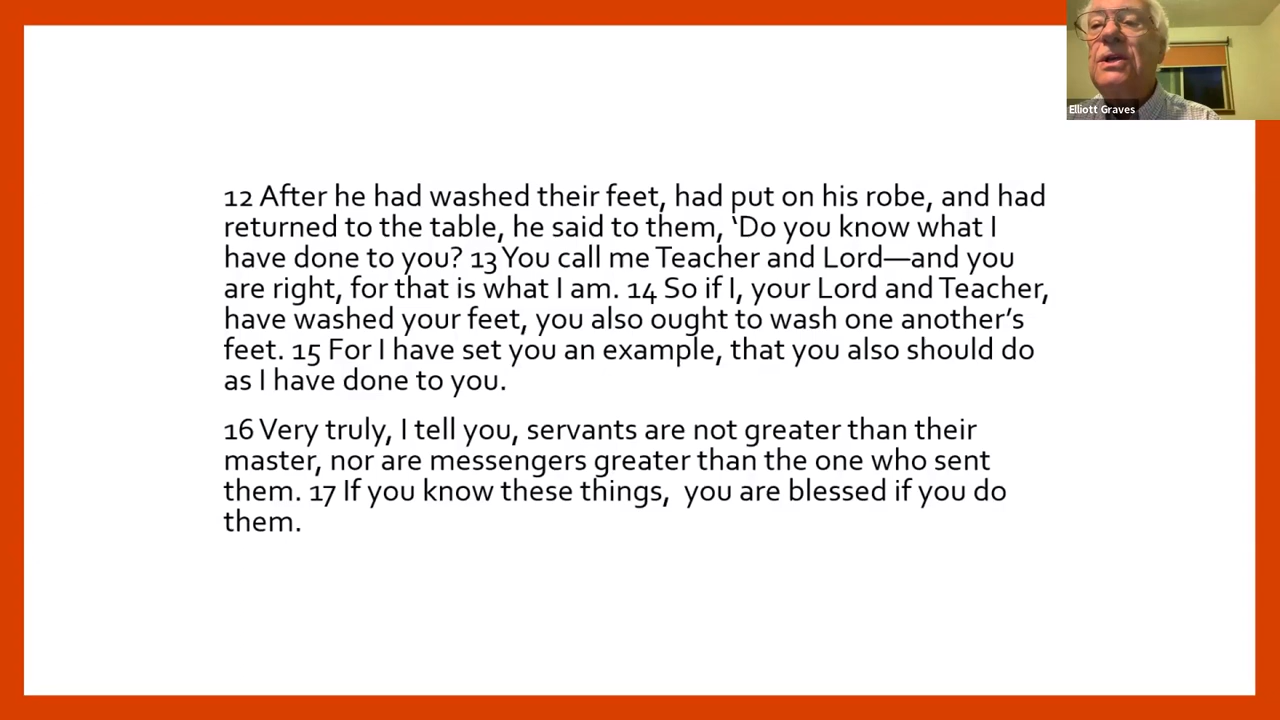 Elliott Graves
12 After he had washed their feet, had put on his robe, and had
returned to the table, he said to them, ‘Do you know what I
have done to you? 13 You call me Teacher and Lord—and you
are right, for that is what I am. 14 So if I, your Lord and Teacher,
have washed your feet, you also ought to wash one another’s
feet. 15 For I have set you an example, that you also should do
as I have done to you.
16 Very truly, I tell you, servants are not greater than their
master, nor are messengers greater than the one who sent
them. 17 If you know these things,  you are blessed if you do
them.